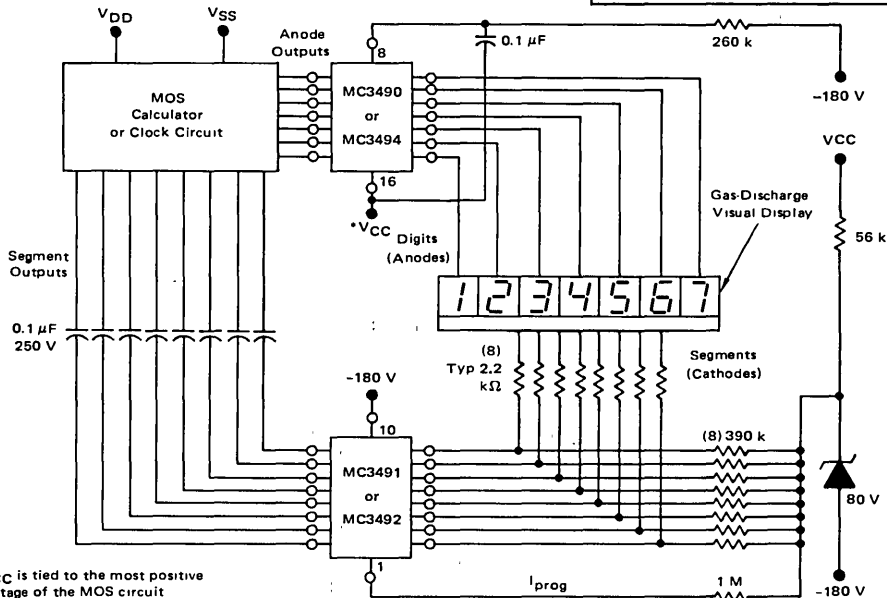 VDD
VSS
Anode
Outputs
8
0.1 µF
260 k
-180 V
MOS
Calculator
or Clock Circuit
MC3490
or
MC3494
16
*VCC
VCC
Digits
(Anodes)
Gas-Discharge
Visual Display
56 k
Segment
Outputs
1 2 3 4 5 6 7
0.1 µF
250 V
(8)
Typ 2.2
kΩ
Segments
(Cathodes)
-180 V
10
(8) 390 k
MC3491
or
MC3492
80 V
1
Iprog
1 M
-180 V
CC is tied to the most positive
tage of the MOS circuit